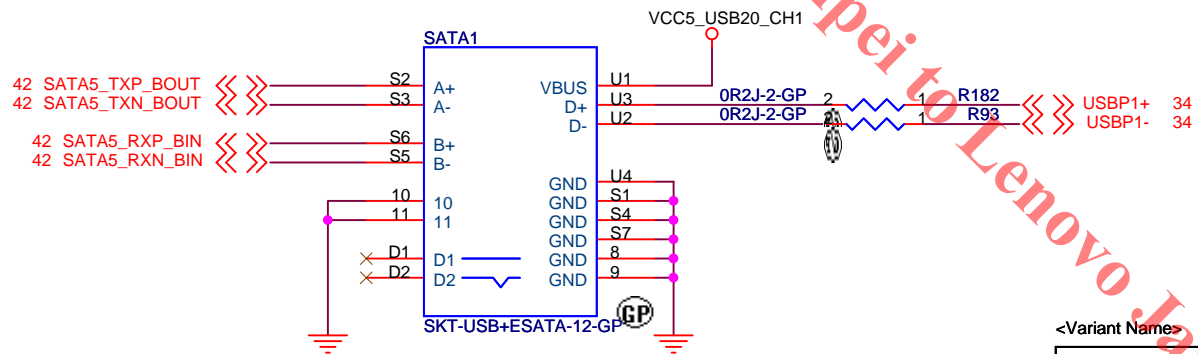 VCC5_USB20_CH1
SATA1
42 SATA5_TXP_BOUT S2 A+ VBUS U1
42 SATA5_TXN_BOUT S3 A- D+ U3 0R2J-2-GP 2 1 R182 USBP1+ 34
D- U2 0R2J-2-GP 1 R93 USBP1- 34
42 SATA5_RXP_BIN S6 B+
42 SATA5_RXN_BIN S5 B-
GND U4
10 10 GND S1
11 11 GND S4
GND S7
D1 D1 GND 8
D2 D2 GND 9
SKT-USB+ESATA-12-GP GP
<Variant Name>
pei to Lenovo Ja